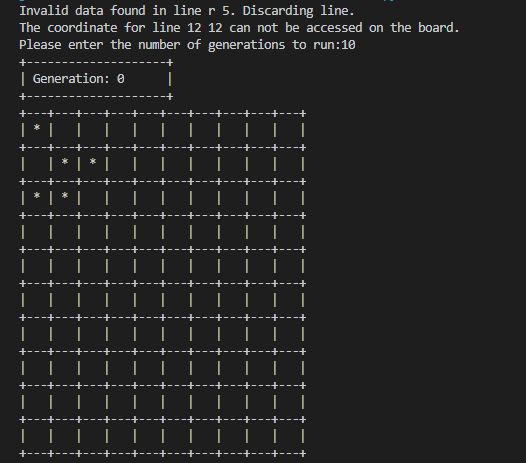 Invalid data found in line r 5. Discarding line.
The coordinate for line 12 12 can not be accessed on the board.
Please enter the number of generations to run:10
+--------------------+
| Generation: 0      |
+--------------------+
+---+---+---+---+---+---+---+---+---+---+
| * |   |   |   |   |   |   |   |   |   |
+---+---+---+---+---+---+---+---+---+---+
|   | * | * |   |   |   |   |   |   |   |
+---+---+---+---+---+---+---+---+---+---+
| * | * |   |   |   |   |   |   |   |   |
+---+---+---+---+---+---+---+---+---+---+
|   |   |   |   |   |   |   |   |   |   |
+---+---+---+---+---+---+---+---+---+---+
|   |   |   |   |   |   |   |   |   |   |
+---+---+---+---+---+---+---+---+---+---+
|   |   |   |   |   |   |   |   |   |   |
+---+---+---+---+---+---+---+---+---+---+
|   |   |   |   |   |   |   |   |   |   |
+---+---+---+---+---+---+---+---+---+---+
|   |   |   |   |   |   |   |   |   |   |
+---+---+---+---+---+---+---+---+---+---+
|   |   |   |   |   |   |   |   |   |   |
+---+---+---+---+---+---+---+---+---+---+
|   |   |   |   |   |   |   |   |   |   |
+---+---+---+---+---+---+---+---+---+---+